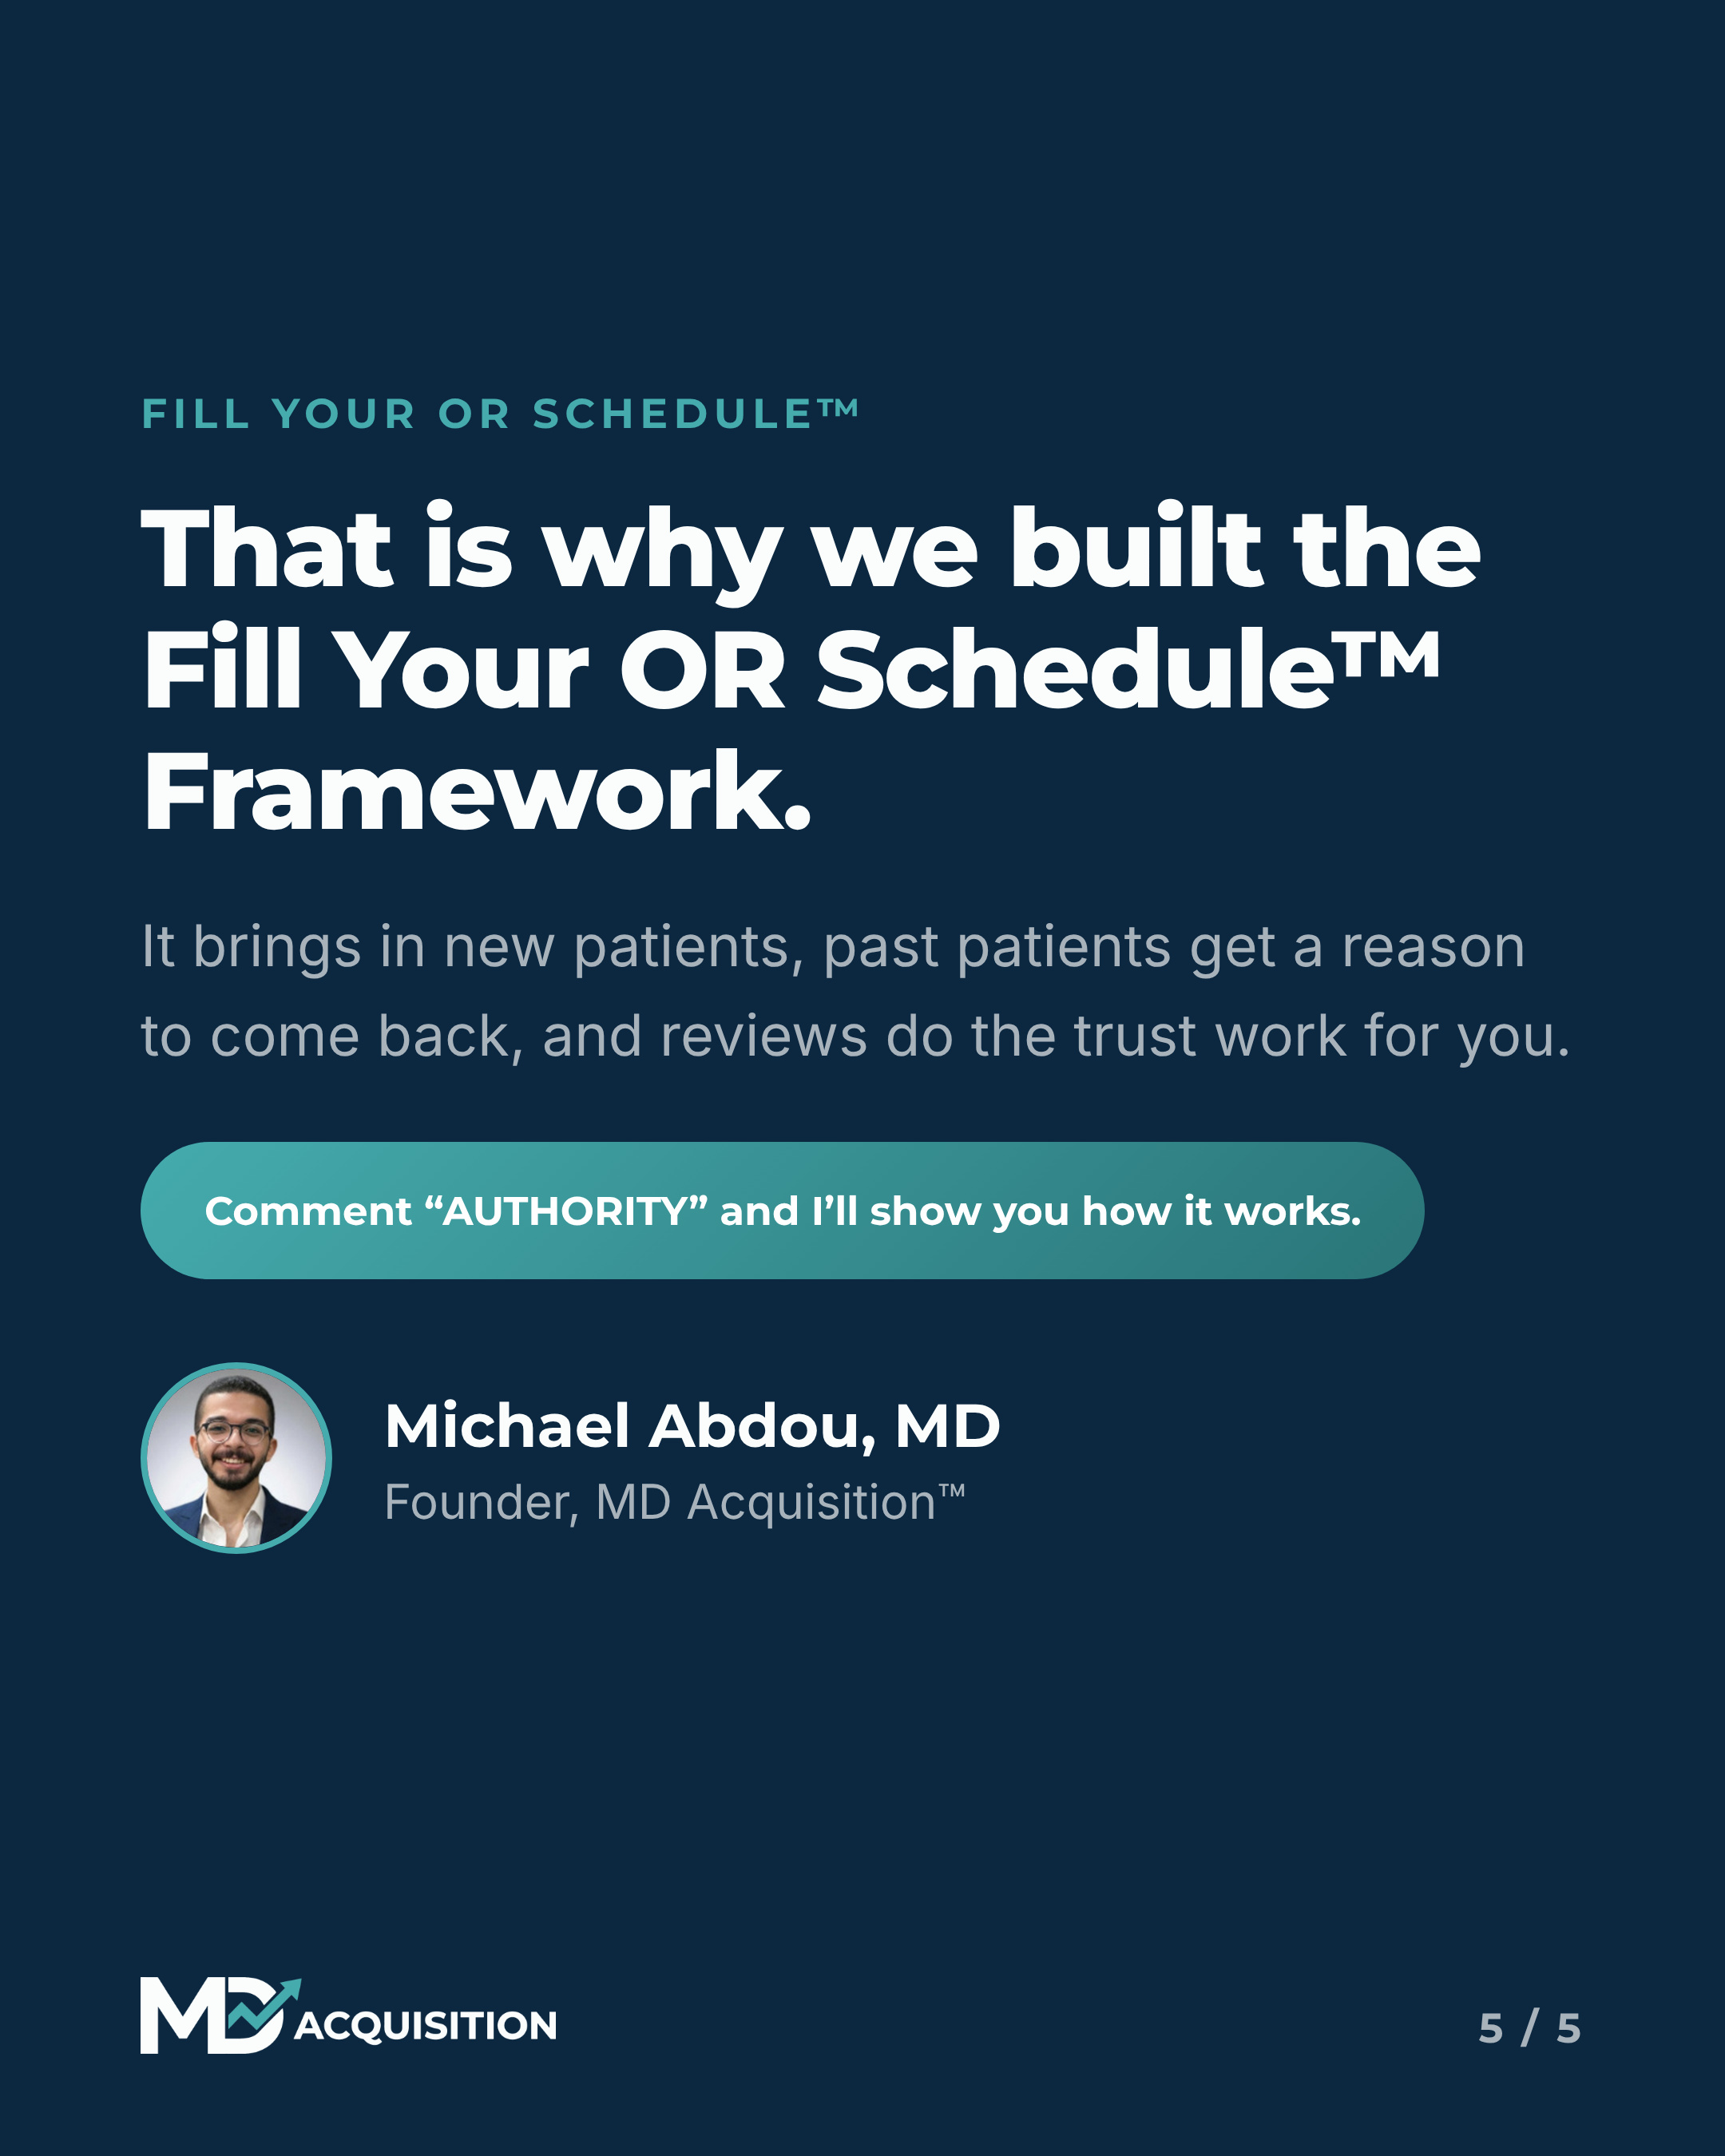 FILL YOUR OR SCHEDULE™
That is why we built the
Fill Your OR Schedule™
Framework.
It brings in new patients, past patients get a reason
to come back, and reviews do the trust work for you.
Comment “AUTHORITY” and I’ll show you how it works.
Michael Abdou, MD
Founder, MD Acquisition™
MD ACQUISITION
5 / 5